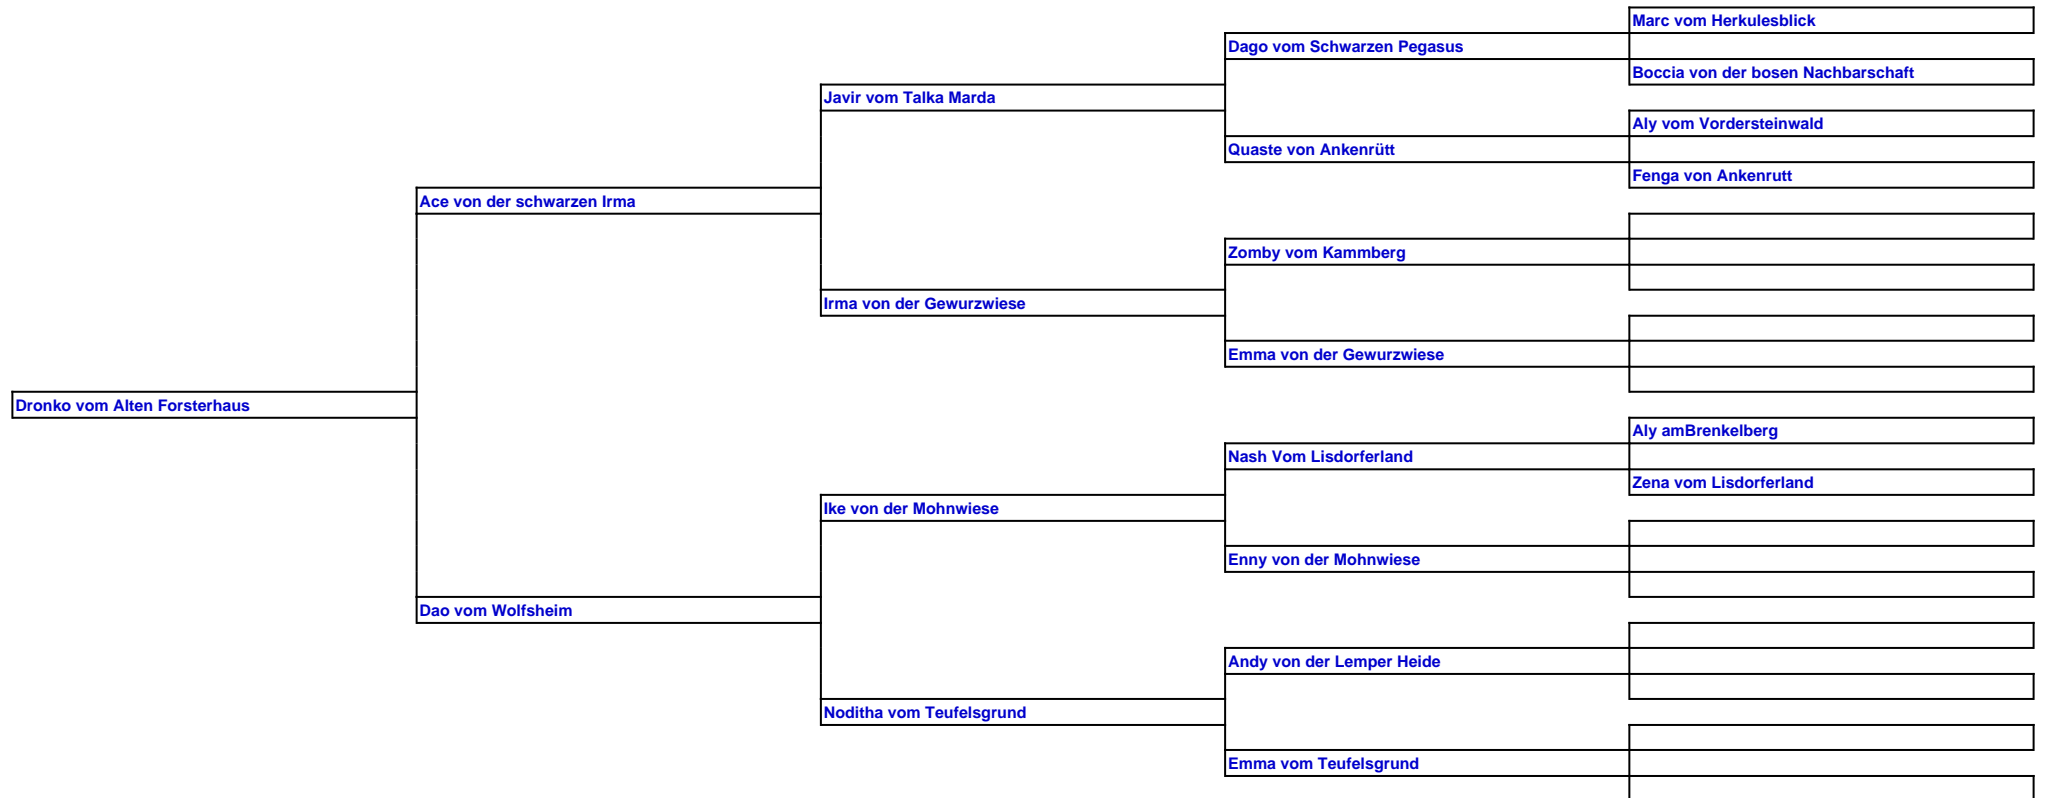 Marc vom Herkulesblick
Dago vom Schwarzen Pegasus
Boccia von der bosen Nachbarschaft
Javir vom Talka Marda
Aly vom Vordersteinwald
Quaste von Ankenrütt
Fenga von Ankenrutt
Ace von der schwarzen Irma
Zomby vom Kammberg
Irma von der Gewurzwiese
Emma von der Gewurzwiese
Dronko vom Alten Forsterhaus
Aly amBrenkelberg
Nash Vom Lisdorferland
Zena vom Lisdorferland
Ike von der Mohnwiese
Enny von der Mohnwiese
Dao vom Wolfsheim
Andy von der Lemper Heide
Noditha vom Teufelsgrund
Emma vom Teufelsgrund